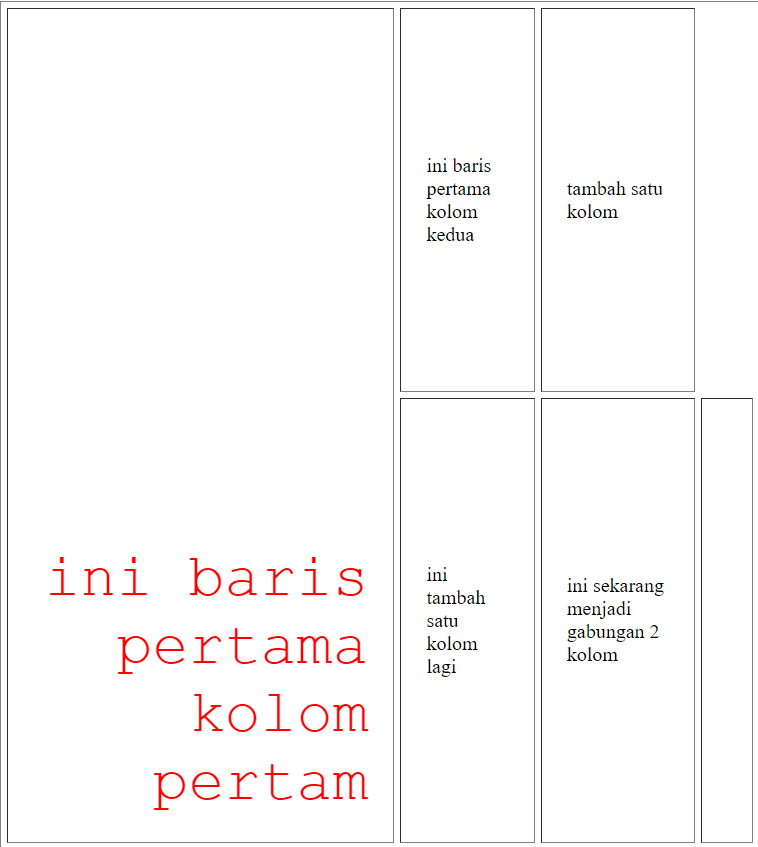 ini baris
pertama
kolom
pertam
ini baris
pertama
kolom
kedua
tambah satu
kolom
ini
tambah
satu
kolom
lagi
ini sekarang
menjadi
gabungan 2
kolom